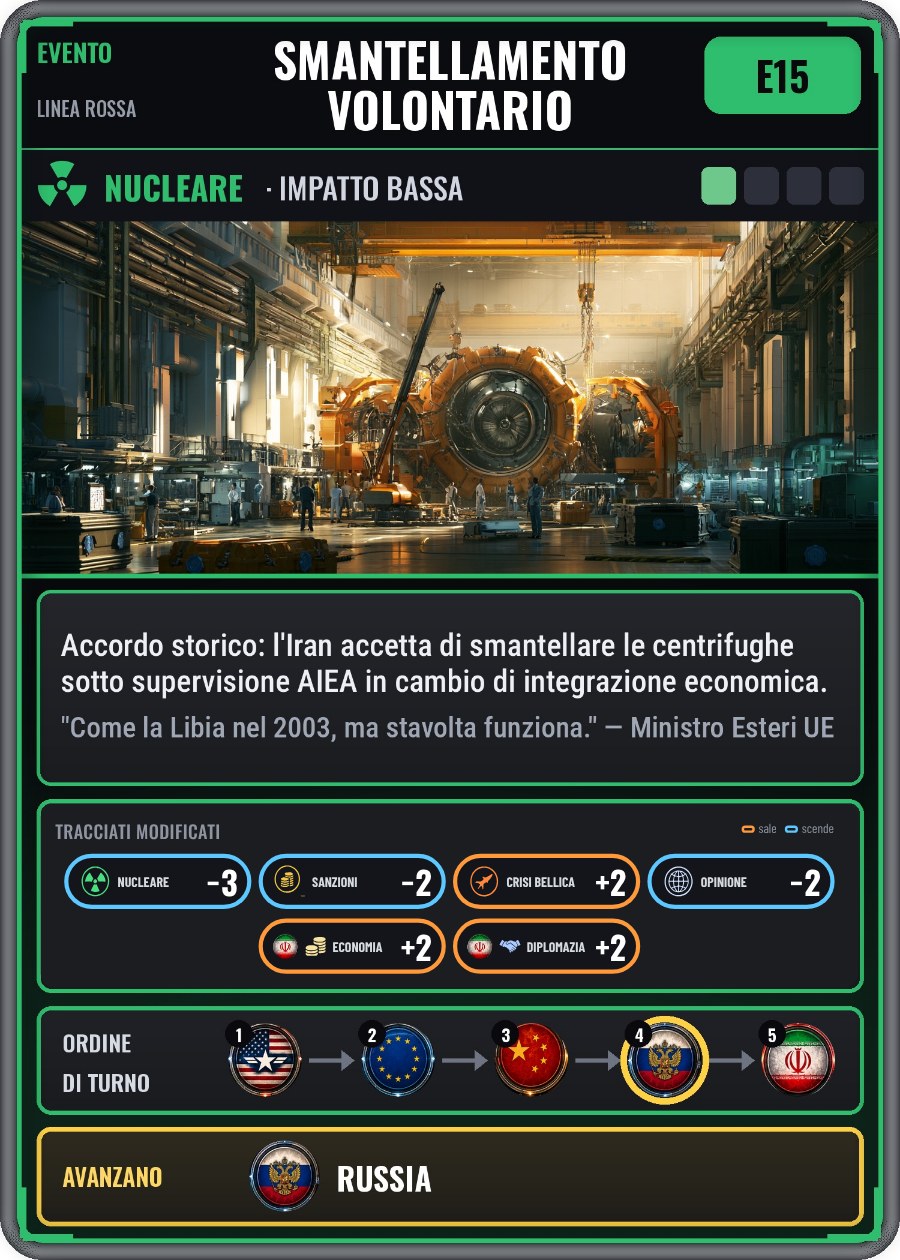 EVENTO
SMANTELLAMENTO
VOLONTARIO
E15
LINEA ROSSA
NUCLEARE · IMPATTO BASSA
Accordo storico: l'Iran accetta di smantellare le centrifughe
sotto supervisione AIEA in cambio di integrazione economica.
"Come la Libia nel 2003, ma stavolta funziona." — Ministro Esteri UE
TRACCIATI MODIFICATI
sale scende
NUCLEARE -3
SANZIONI -2
CRISI BELLICA +2
OPINIONE -2
ECONOMIA +2
DIPLOMAZIA +2
ORDINE
DI TURNO
1 2 3 4 5
AVANZANO RUSSIA